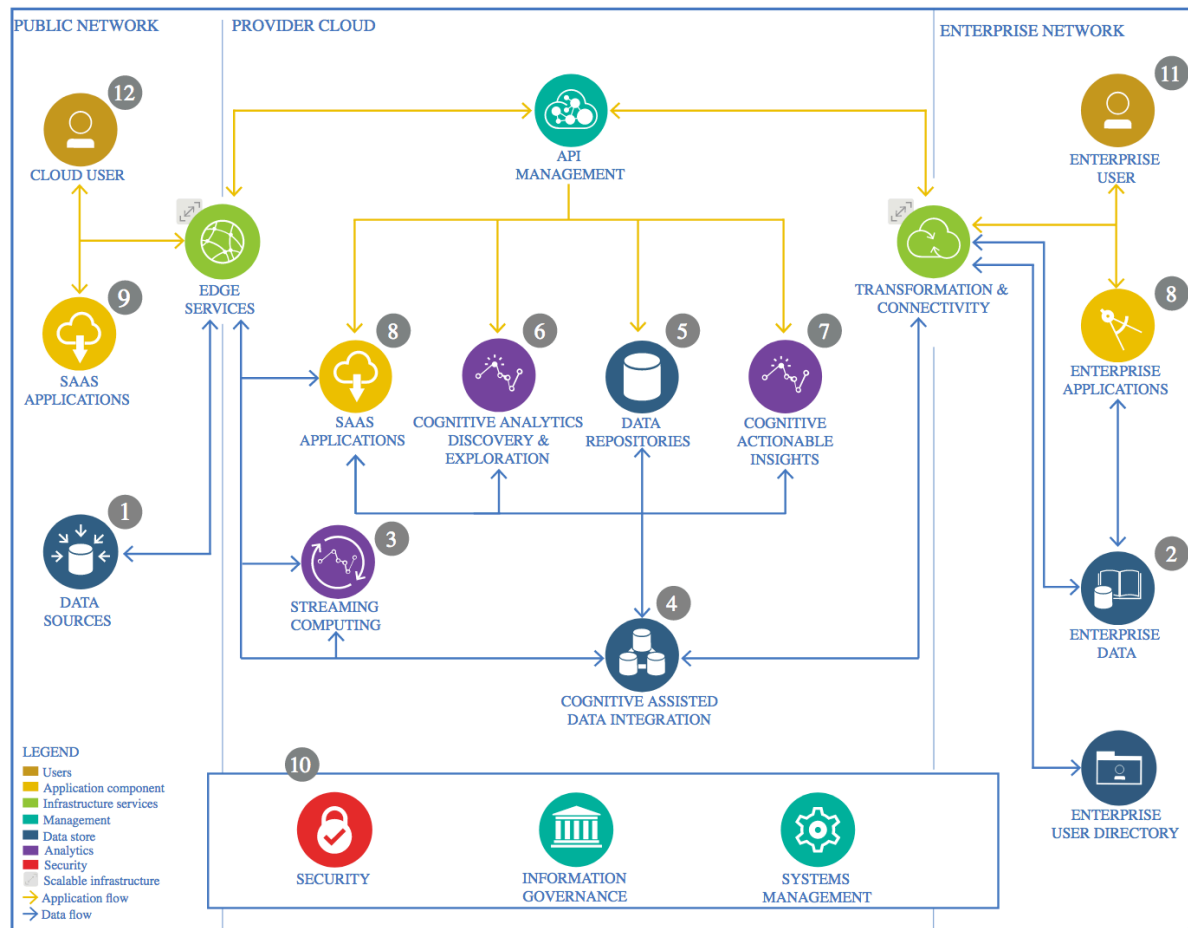 PUBLIC NETWORK
PROVIDER CLOUD
ENTERPRISE NETWORK
12
CLOUD USER
API
MANAGEMENT
11
ENTERPRISE
USER
EDGE
SERVICES
TRANSFORMATION &
CONNECTIVITY
9
SAAS
APPLICATIONS
8
SAAS
APPLICATIONS
6
COGNITIVE ANALYTICS
DISCOVERY &
EXPLORATION
5
DATA
REPOSITORIES
7
COGNITIVE
ACTIONABLE
INSIGHTS
8
ENTERPRISE
APPLICATIONS
1
DATA
SOURCES
3
STREAMING
COMPUTING
4
COGNITIVE ASSISTED
DATA INTEGRATION
2
ENTERPRISE
DATA
ENTERPRISE
USER DIRECTORY
LEGEND
Users
Application component
Infrastructure services
Management
Data store
Analytics
Security
Scalable infrastructure
Application flow
Data flow
10
SECURITY
INFORMATION
GOVERNANCE
SYSTEMS
MANAGEMENT